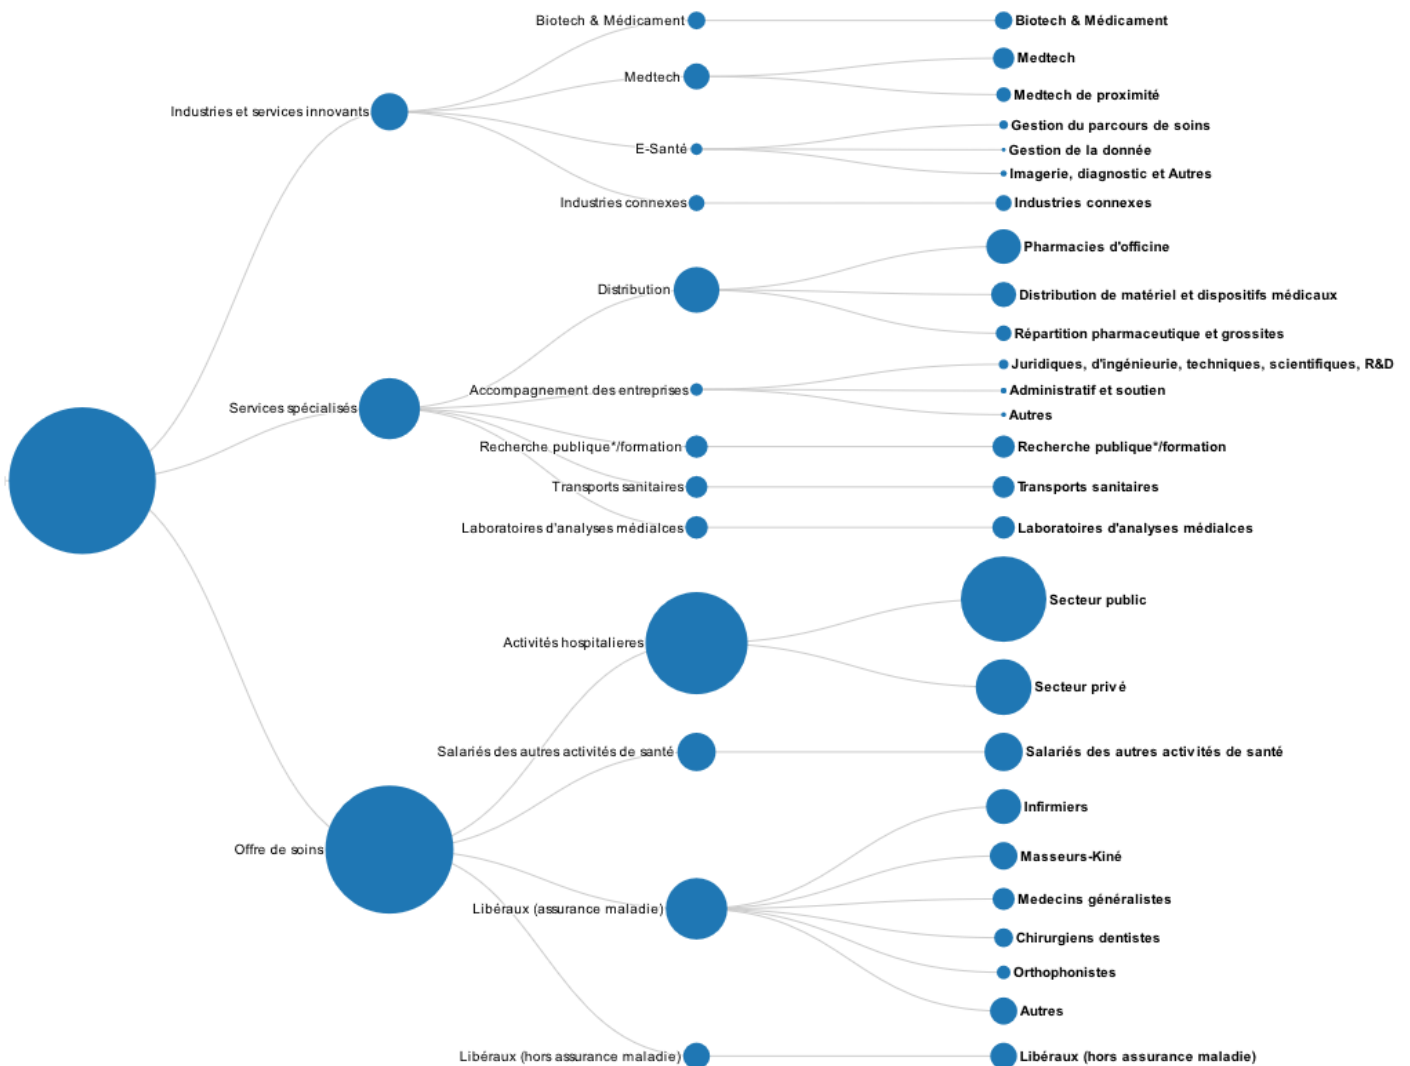 Biotech & Médicament
Biotech & Médicament
Medtech
Medtech
Medtech de proximité
Industries et services innovants
Gestion du parcours de soins
E-Santé
Gestion de la donnée
Imagerie, diagnostic et Autres
Industries connexes
Industries connexes
Pharmacies d'officine
Distribution
Distribution de matériel et dispositifs médicaux
Répartition pharmaceutique et grossites
Juridiques, d'ingénieurie, techniques, scientifiques, R&D
Accompagnement des entreprises
Administratif et soutien
Services spécialisés
Autres
Recherche publique*/formation
Recherche publique*/formation
Transports sanitaires
Transports sanitaires
Laboratoires d'analyses médialces
Laboratoires d'analyses médialces
Secteur public
Activités hospitalieres
Secteur privé
Salariés des autres activités de santé
Salariés des autres activités de santé
Infirmiers
Offre de soins
Masseurs-Kiné
Medecins généralistes
Libéraux (assurance maladie)
Chirurgiens dentistes
Orthophonistes
Autres
Libéraux (hors assurance maladie)
Libéraux (hors assurance maladie)